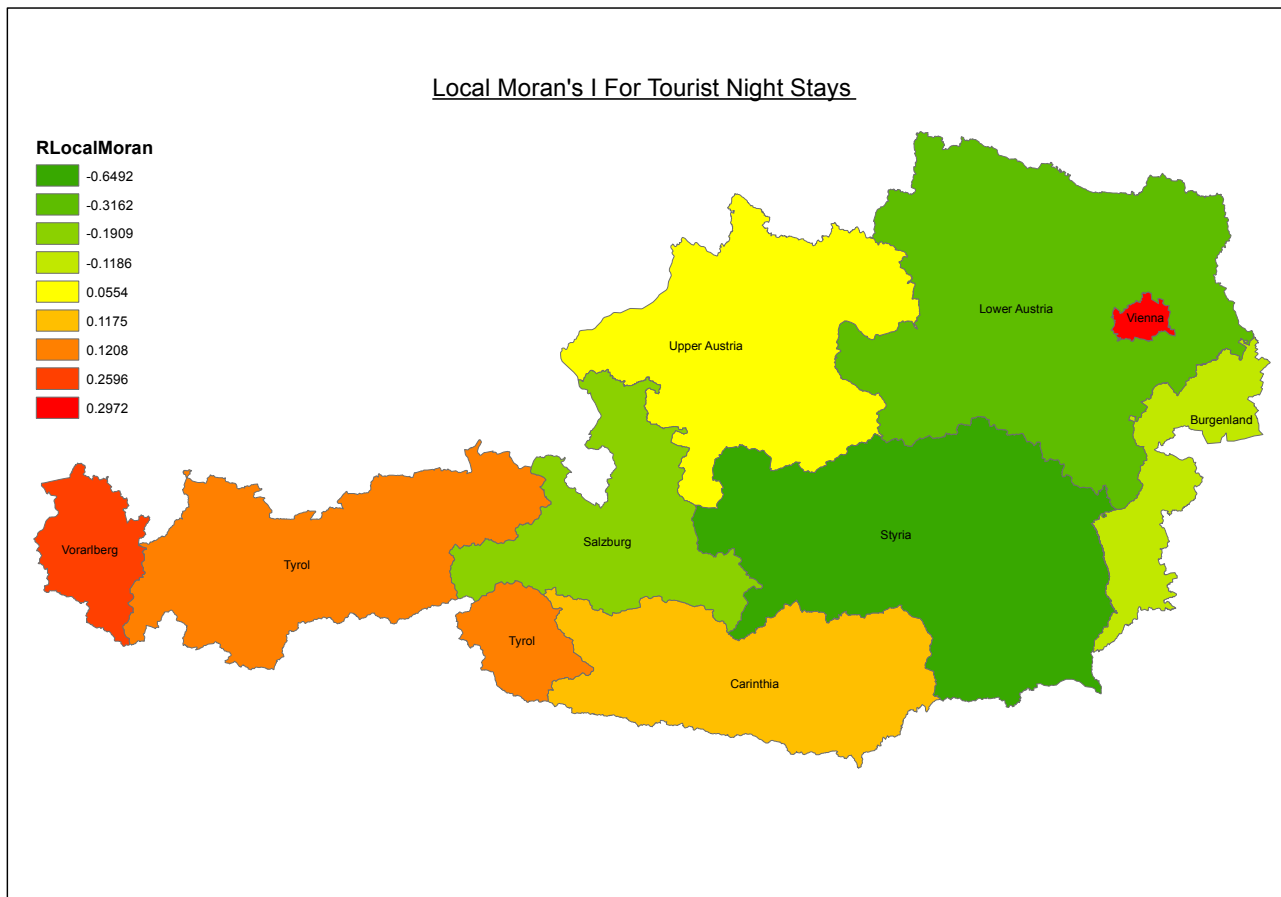 Local Moran's I For Tourist Night Stays
RLocalMoran
-0.6492
-0.3162
-0.1909
-0.1186
0.0554
0.1175
0.1208
0.2596
0.2972
Lower Austria
Vienna
Upper Austria
Burgenland
Styria
Salzburg
Vorarlberg
Tyrol
Tyrol
Carinthia